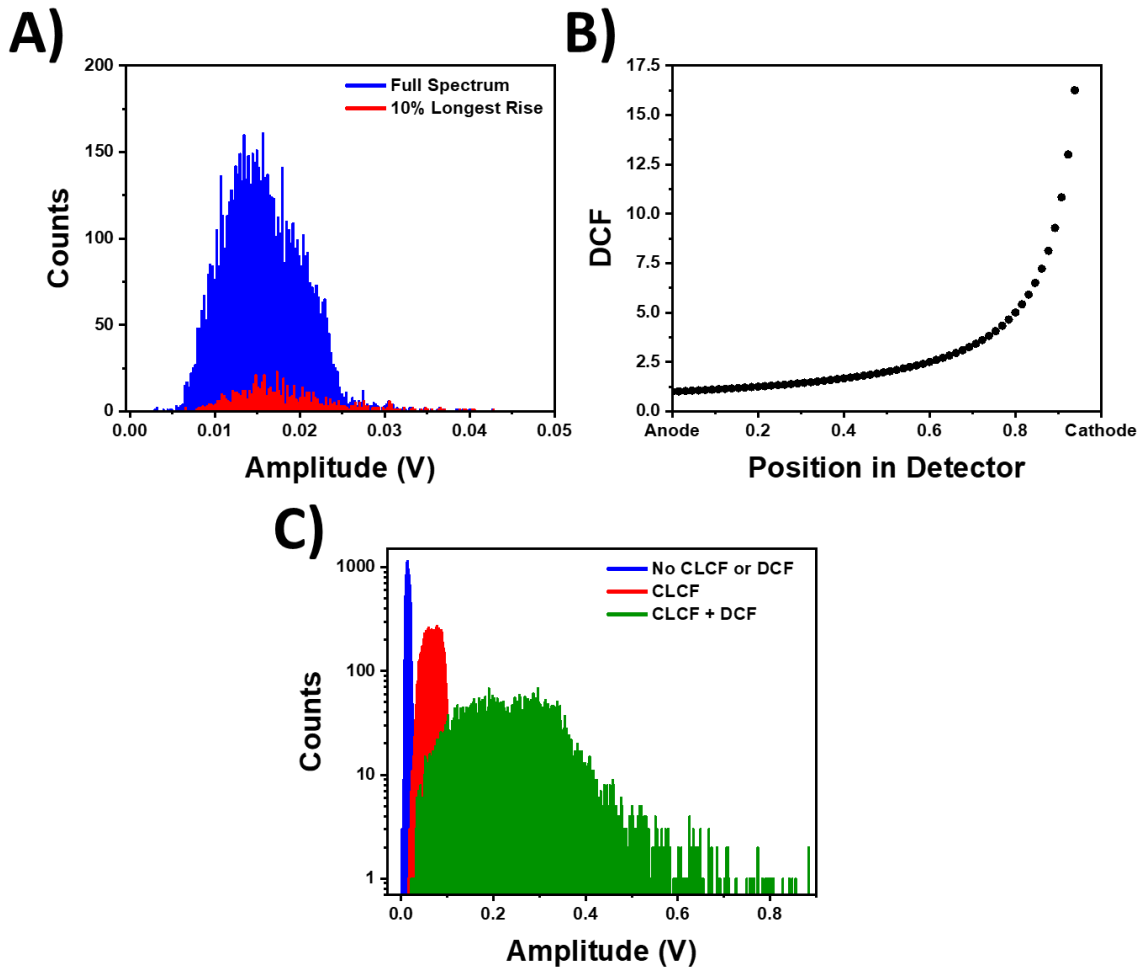 A)
200
150
100
50
0
0.00 0.01 0.02 0.03 0.04 0.05
Counts
Amplitude (V)
Full Spectrum
10% Longest Rise
B)
17.5
15.0
12.5
10.0
7.5
5.0
2.5
0.0
Anode 0.2 0.4 0.6 0.8 Cathode
DCF
Position in Detector
C)
1000
100
10
1
0.0 0.2 0.4 0.6 0.8
Counts
Amplitude (V)
No CLCF or DCF
CLCF
CLCF + DCF